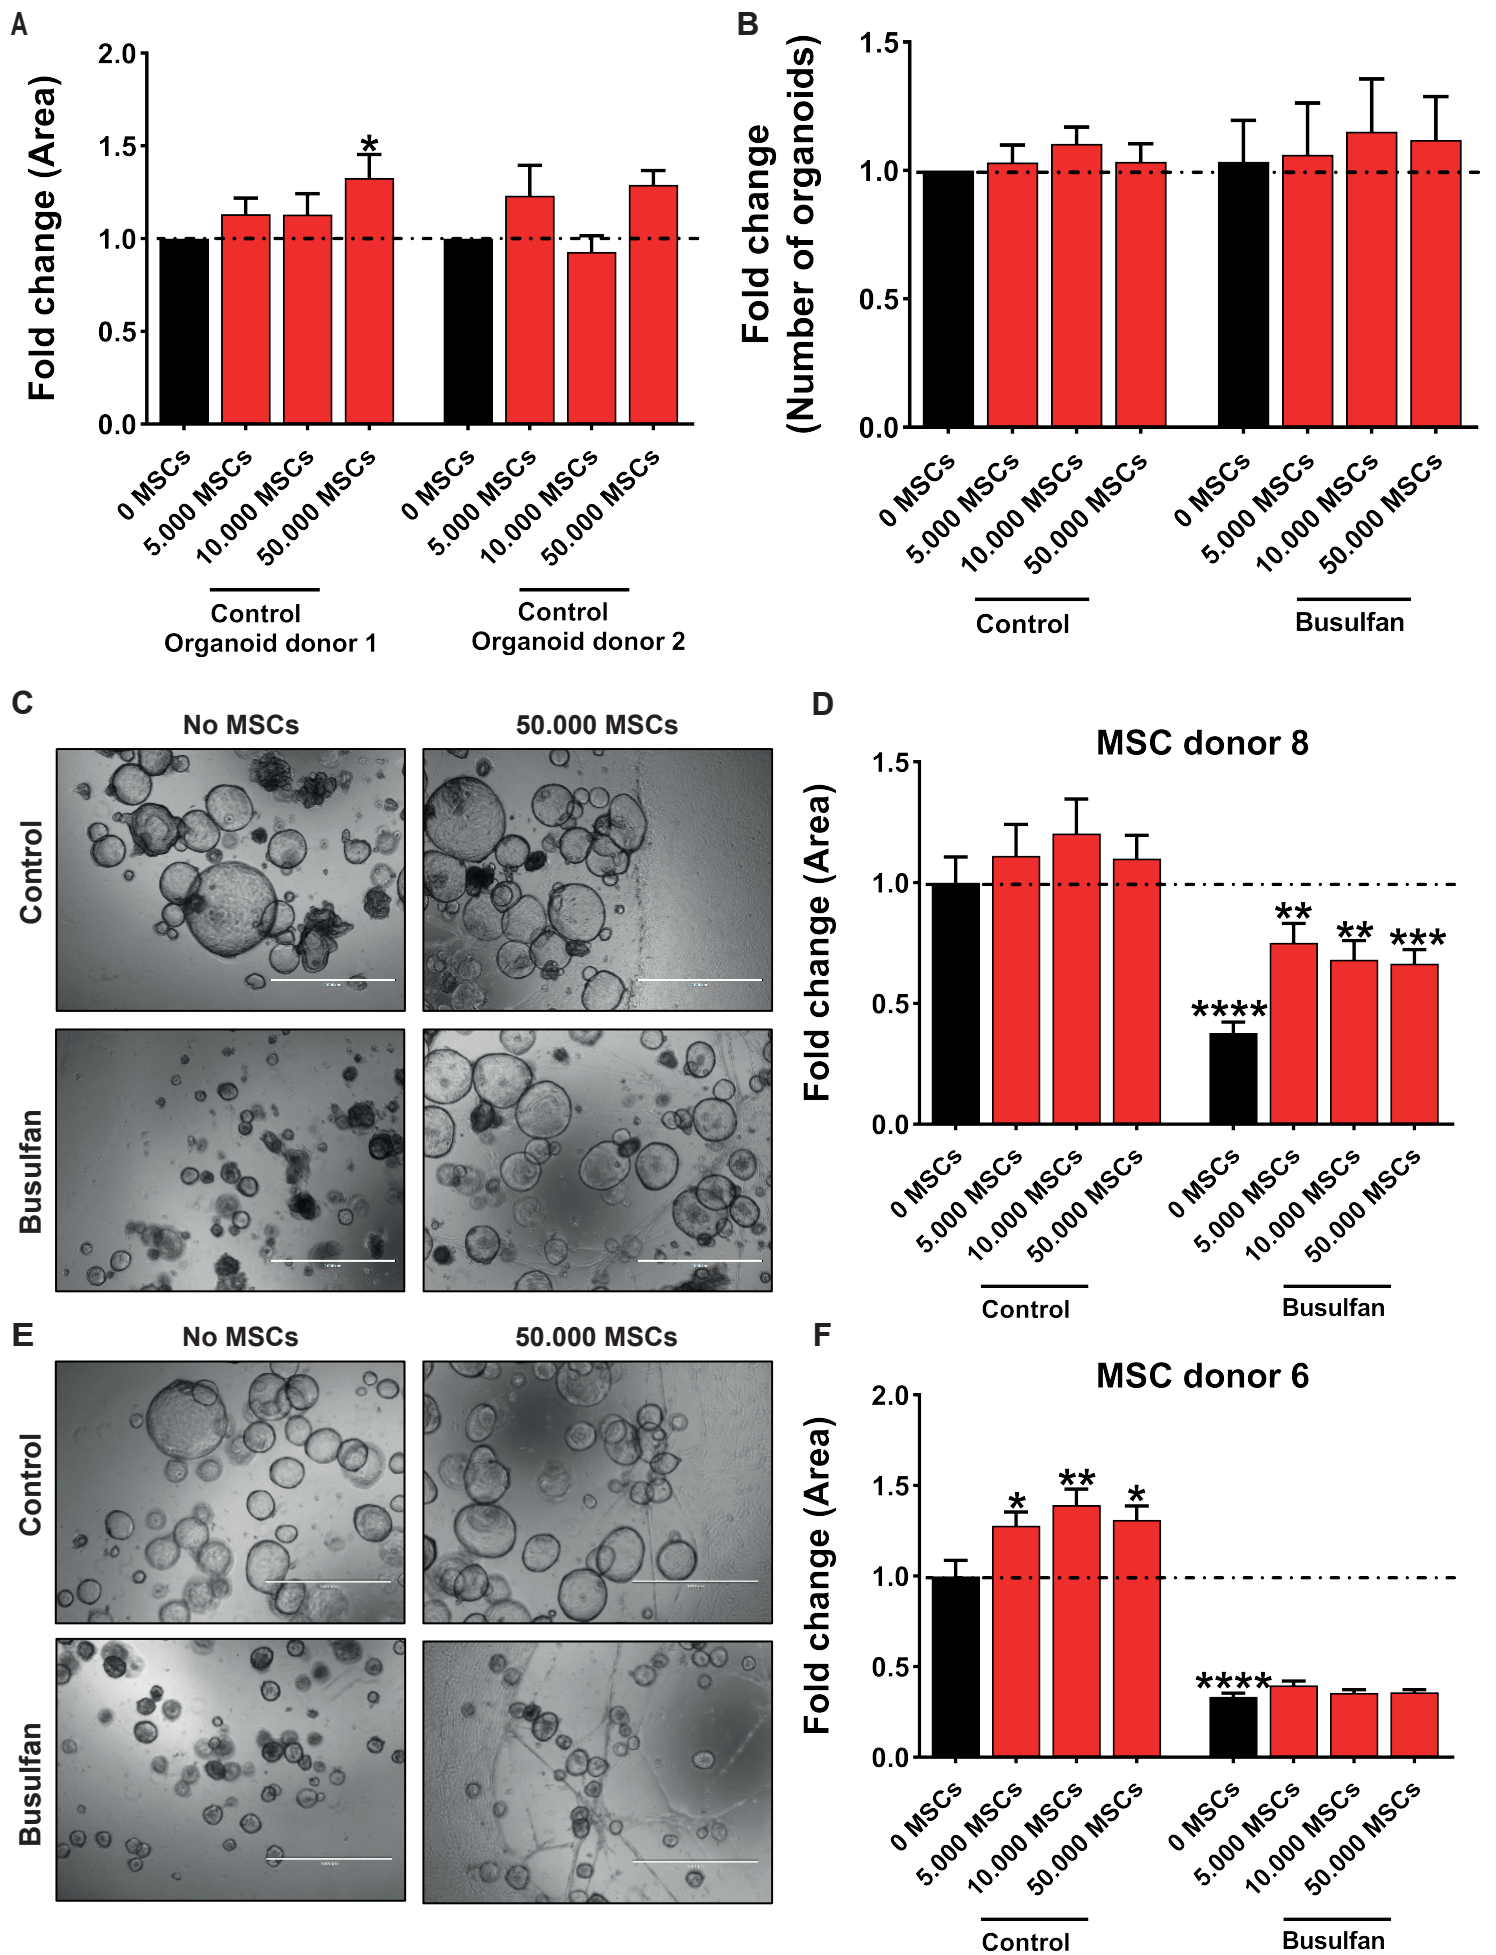 A
Fold change (Area)
2.0
1.5
1.0
0.5
0.0
*
0 MSCs
5.000 MSCs
10.000 MSCs
50.000 MSCs
0 MSCs
5.000 MSCs
10.000 MSCs
50.000 MSCs
Control
Organoid donor 1
Control
Organoid donor 2
B
Fold change
(Number of organoids)
1.5
1.0
0.5
0.0
0 MSCs
5.000 MSCs
10.000 MSCs
50.000 MSCs
0 MSCs
5.000 MSCs
10.000 MSCs
50.000 MSCs
Control
Busulfan
C
No MSCs
50.000 MSCs
Control
Busulfan
D
MSC donor 8
Fold change (Area)
1.5
1.0
0.5
0.0
****
**
**
***
0 MSCs
5.000 MSCs
10.000 MSCs
50.000 MSCs
0 MSCs
5.000 MSCs
10.000 MSCs
50.000 MSCs
Control
Busulfan
E
No MSCs
50.000 MSCs
Control
Busulfan
F
MSC donor 6
Fold change (Area)
2.0
1.5
1.0
0.5
0.0
*
**
*
****
0 MSCs
5.000 MSCs
10.000 MSCs
50.000 MSCs
0 MSCs
5.000 MSCs
10.000 MSCs
50.000 MSCs
Control
Busulfan